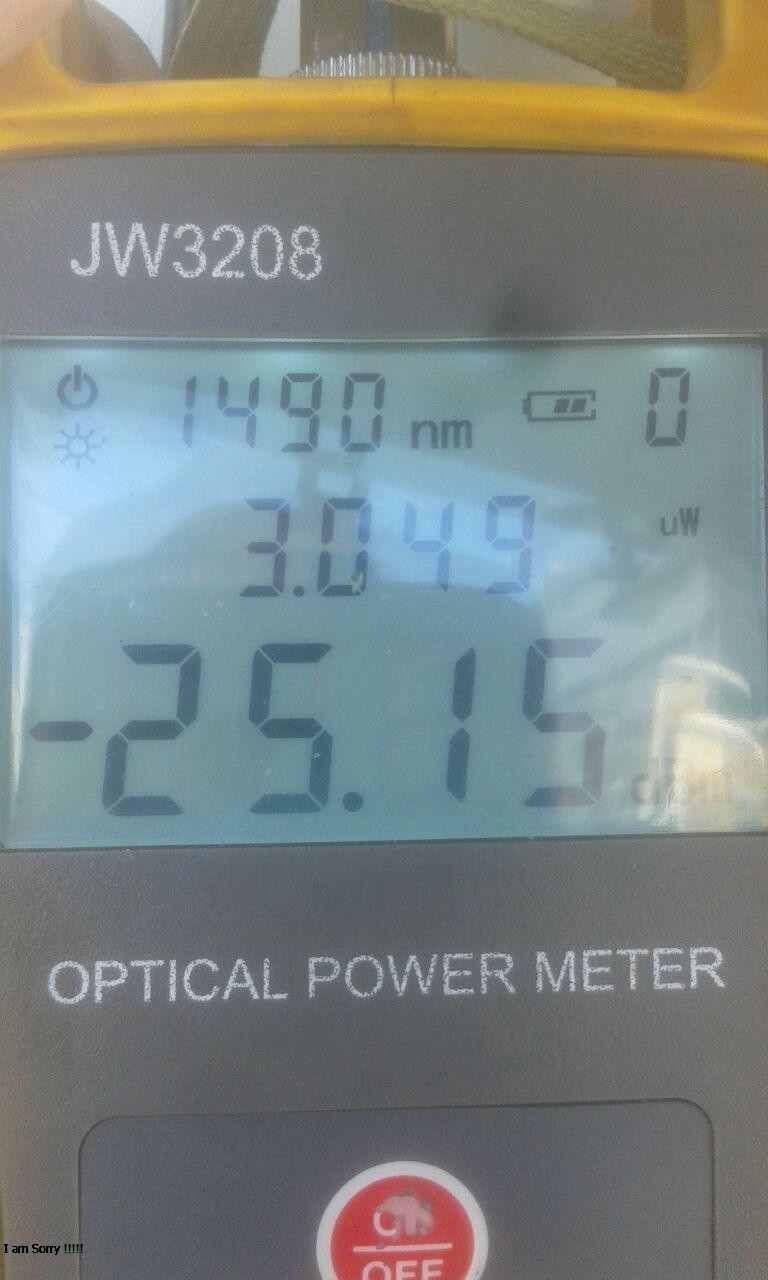 JW3208
1490 nm 0
3.049 uW
-25.15 dBm
OPTICAL POWER METER
OFF
I am Sorry !!!!!